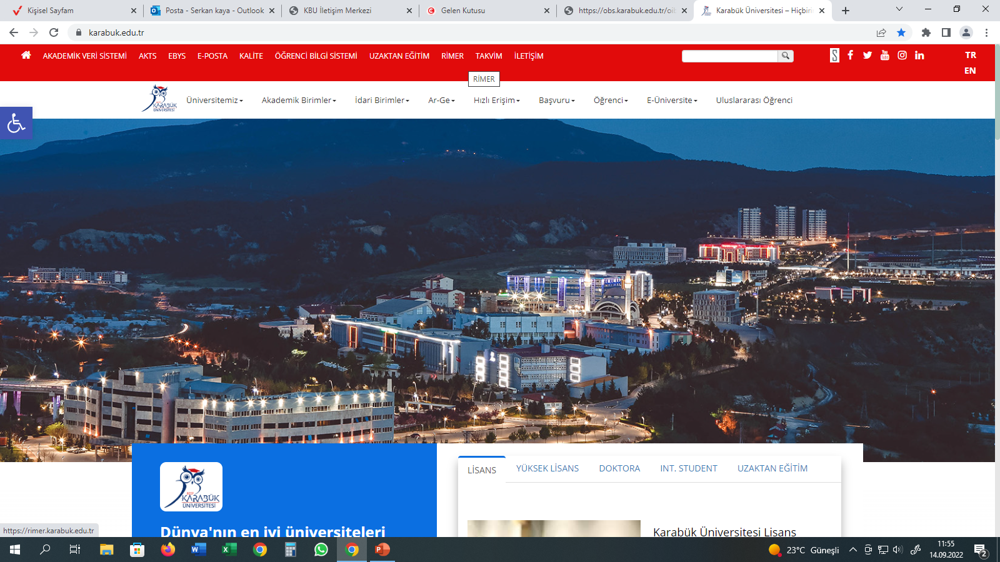 Kişisel Sayfam
Posta - Serkan kaya - Outlook
KBU İletişim Merkezi
Gelen Kutusu
https://obs.karabuk.edu.tr/oib
Karabük Üniversitesi – Hiçbiri
karabuk.edu.tr
AKADEMİK VERİ SİSTEMİ AKTS EBYS E-POSTA KALİTE ÖĞRENCİ BİLGİ SİSTEMİ UZAKTAN EĞİTİM RİMER TAKVİM İLETİŞİM
TR
EN
RİMER
KARABÜK
ÜNİVERSİTESİ
Üniversitemiz Akademik Birimler İdari Birimler Ar-Ge Hızlı Erişim Başvuru Öğrenci E-Üniversite Uluslararası Öğrenci
2007
KARABÜK
ÜNİVERSİTESİ
Dünya'nın en iyi üniversiteleri
LİSANS YÜKSEK LİSANS DOKTORA INT. STUDENT UZAKTAN EĞİTİM
Karabük Üniversitesi Lisans
https://rimer.karabuk.edu.tr
23°C Güneşli
11:55
14.09.2022
2